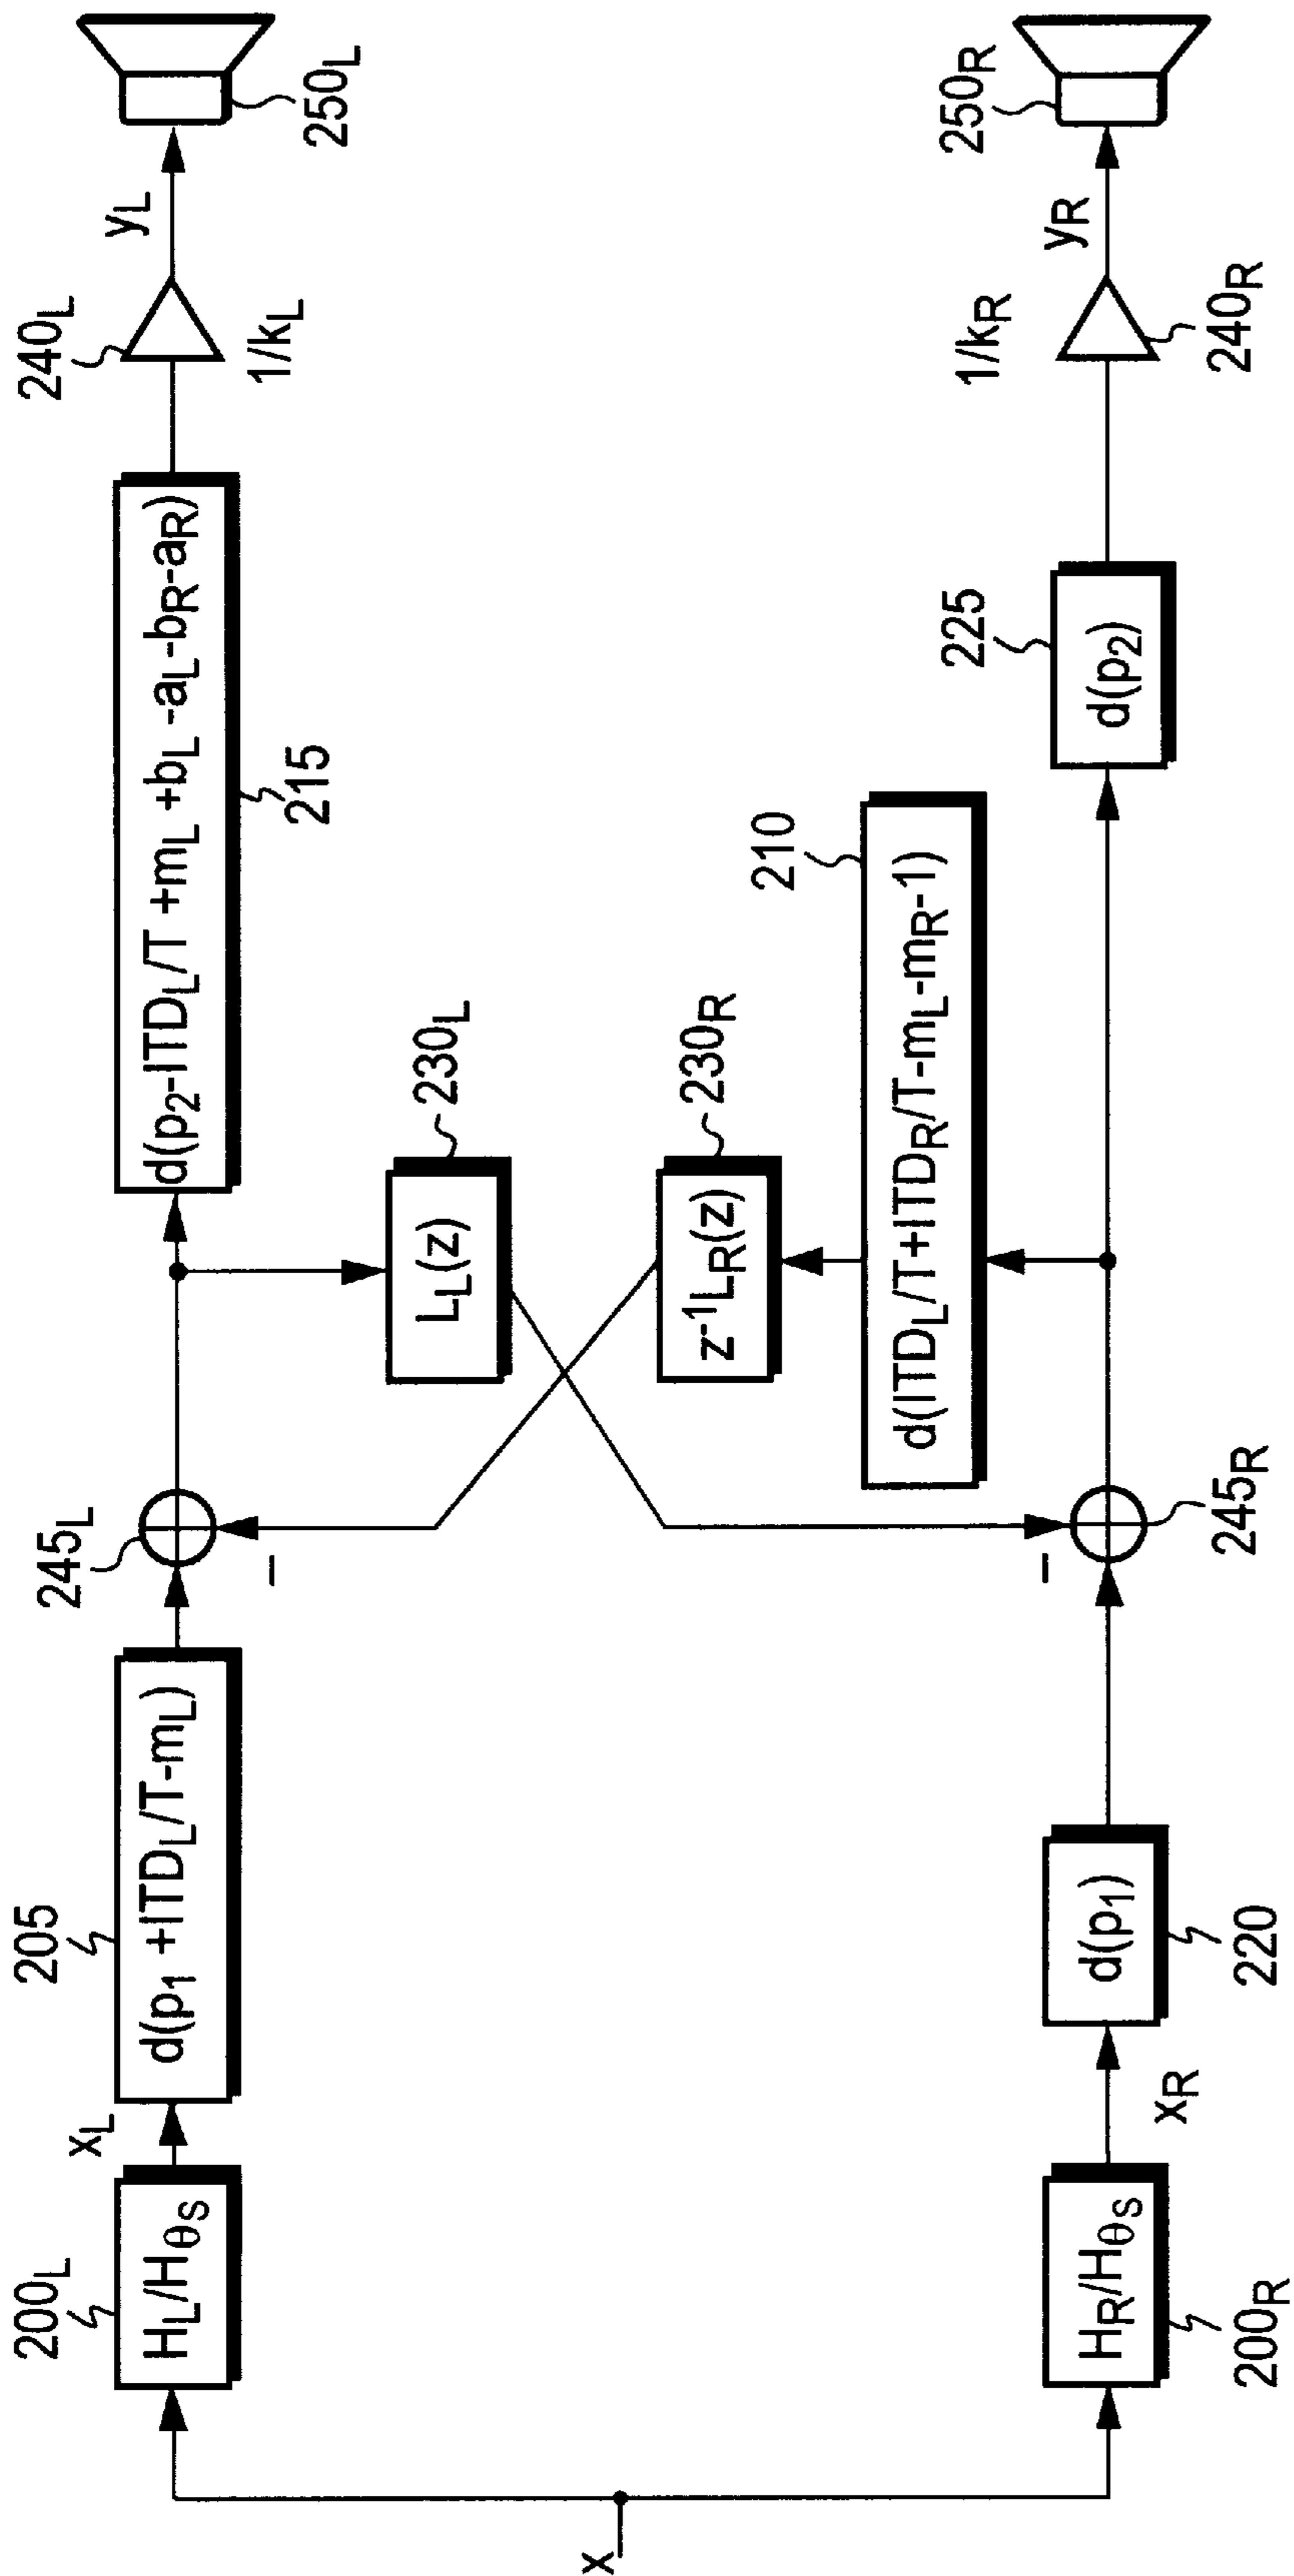 x
200L
HL/HθS
xL
205
d(p1 +ITDL/T-mL)
245L
−
d(p2-ITDL/T +mL +bL -aL-bR-aR)
215
240L
1/kL
yL
250L
LL(z)
230L
z-1LR(z)
230R
210
d(ITDL/T+ITDR/T-mL-mR-1)
HR/HθS
200R
xR
d(p1)
220
−
245R
225
d(p2)
1/kR
240R
yR
250R